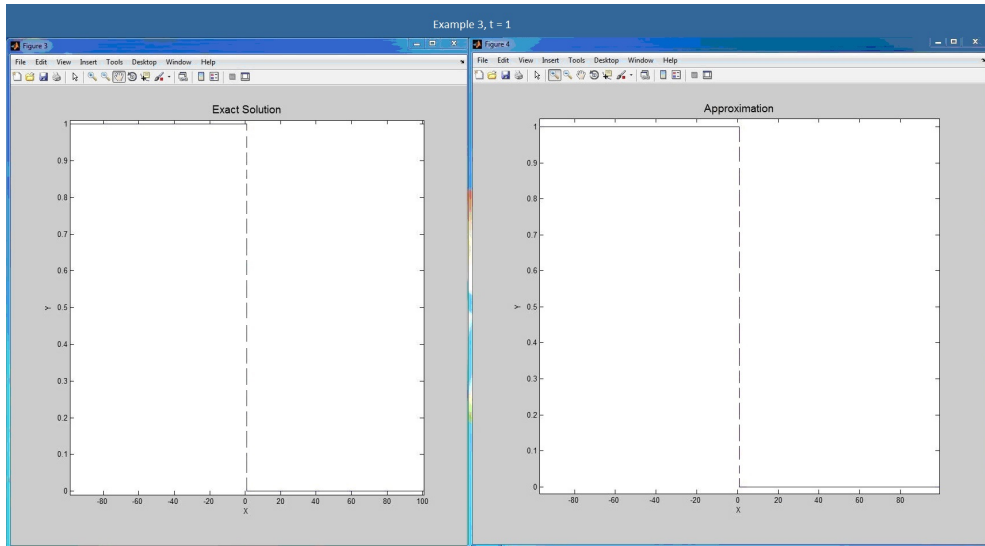 Example 3, t = 1
Figure 3
File Edit View Insert Tools Desktop Window Help
Exact Solution
1
0.9
0.8
0.7
0.6
Y 0.5
0.4
0.3
0.2
0.1
0
-80 -60 -40 -20 0 20 40 60 80 100
X
Figure 4
File Edit View Insert Tools Desktop Window Help
Approximation
1
0.9
0.8
0.7
0.6
Y 0.5
0.4
0.3
0.2
0.1
0
-80 -60 -40 -20 0 20 40 60 80
X